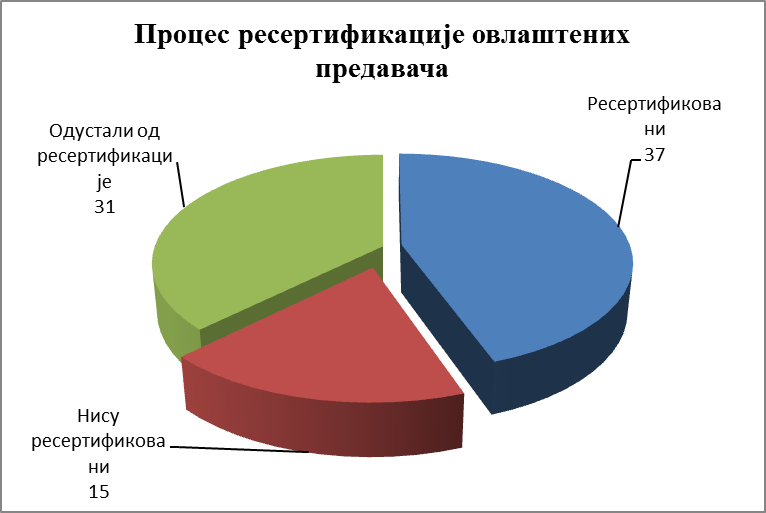 Процес ресертификације овлаштених
предавача
Ресертификова
ни
37
Одустали од
ресертификаци
је
31
Нису
ресертификова
ни
15